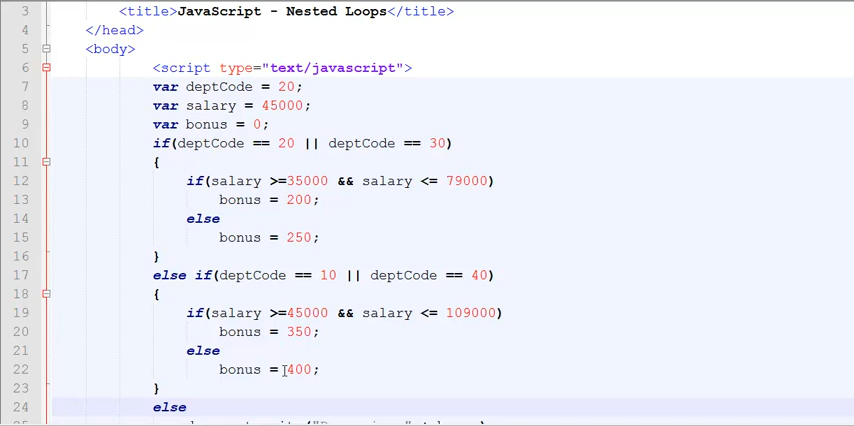 3 <title>JavaScript - Nested Loops</title>
4 </head>
5 <body>
6 <script type="text/javascript">
7 var deptCode = 20;
8 var salary = 45000;
9 var bonus = 0;
10 if(deptCode == 20 || deptCode == 30)
11 {
12 if(salary >=35000 && salary <= 79000)
13 bonus = 200;
14 else
15 bonus = 250;
16 }
17 else if(deptCode == 10 || deptCode == 40)
18 {
19 if(salary >=45000 && salary <= 109000)
20 bonus = 350;
21 else
22 bonus = 400;
23 }
24 else